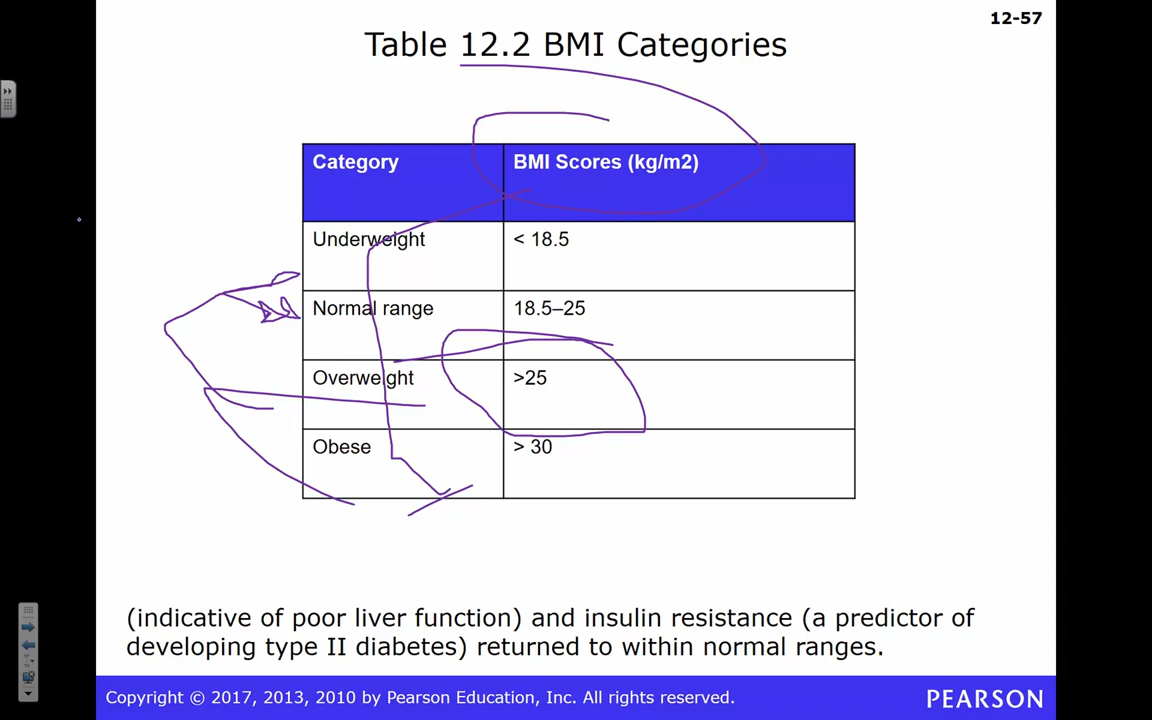 12-57
Table 12.2 BMI Categories
Category BMI Scores (kg/m2)
Underweight < 18.5
Normal range 18.5–25
Overweight >25
Obese > 30
(indicative of poor liver function) and insulin resistance (a predictor of
developing type II diabetes) returned to within normal ranges.
Copyright © 2017, 2013, 2010 by Pearson Education, Inc. All rights reserved.
PEARSON